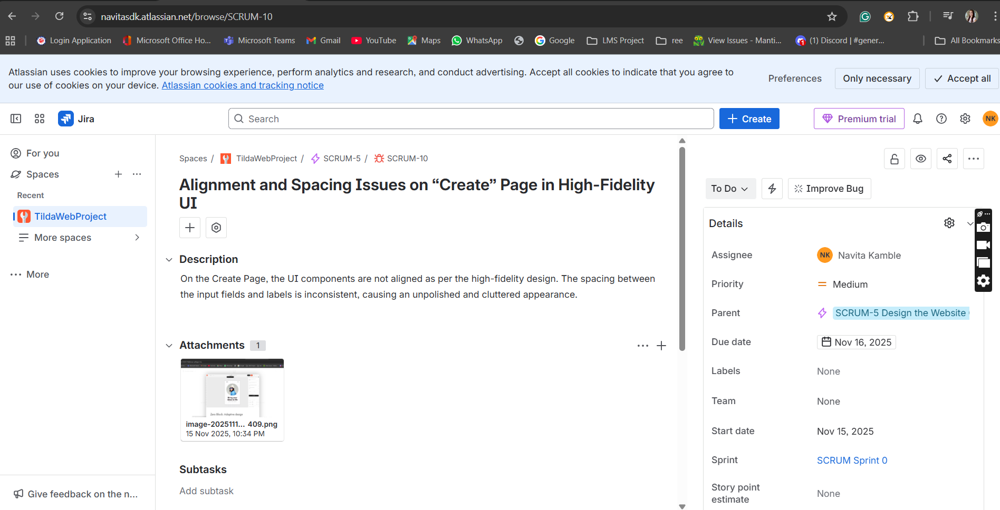 navitasdk.atlassian.net/browse/SCRUM-10
Login Application
Microsoft Office Ho...
Microsoft Teams
Gmail
YouTube
Maps
WhatsApp
Google
LMS Project
ree
View Issues - Manti...
(1) Discord | #gener...
All Bookmarks
Atlassian uses cookies to improve your browsing experience, perform analytics and research, and conduct advertising. Accept all cookies to indicate that you agree to
our use of cookies on your device. Atlassian cookies and tracking notice
Preferences
Only necessary
Accept all
Jira
Search
Create
Premium trial
NK
For you
Spaces
Recent
TildaWebProject
More spaces
More
Give feedback on the n...
Spaces / TildaWebProject / SCRUM-5 / SCRUM-10
Alignment and Spacing Issues on “Create” Page in High-Fidelity
UI
Description
On the Create Page, the UI components are not aligned as per the high-fidelity design. The spacing between
the input fields and labels is inconsistent, causing an unpolished and cluttered appearance.
Attachments 1
Bring your
ideas to life
Zero Block: Adaptive design
image-2025111... 409.png
15 Nov 2025, 10:34 PM
Subtasks
Add subtask
To Do
Improve Bug
Details
Assignee
NK Navita Kamble
Priority
Medium
Parent
SCRUM-5 Design the Website
Due date
Nov 16, 2025
Labels
None
Team
None
Start date
Nov 15, 2025
Sprint
SCRUM Sprint 0
Story point
estimate
None